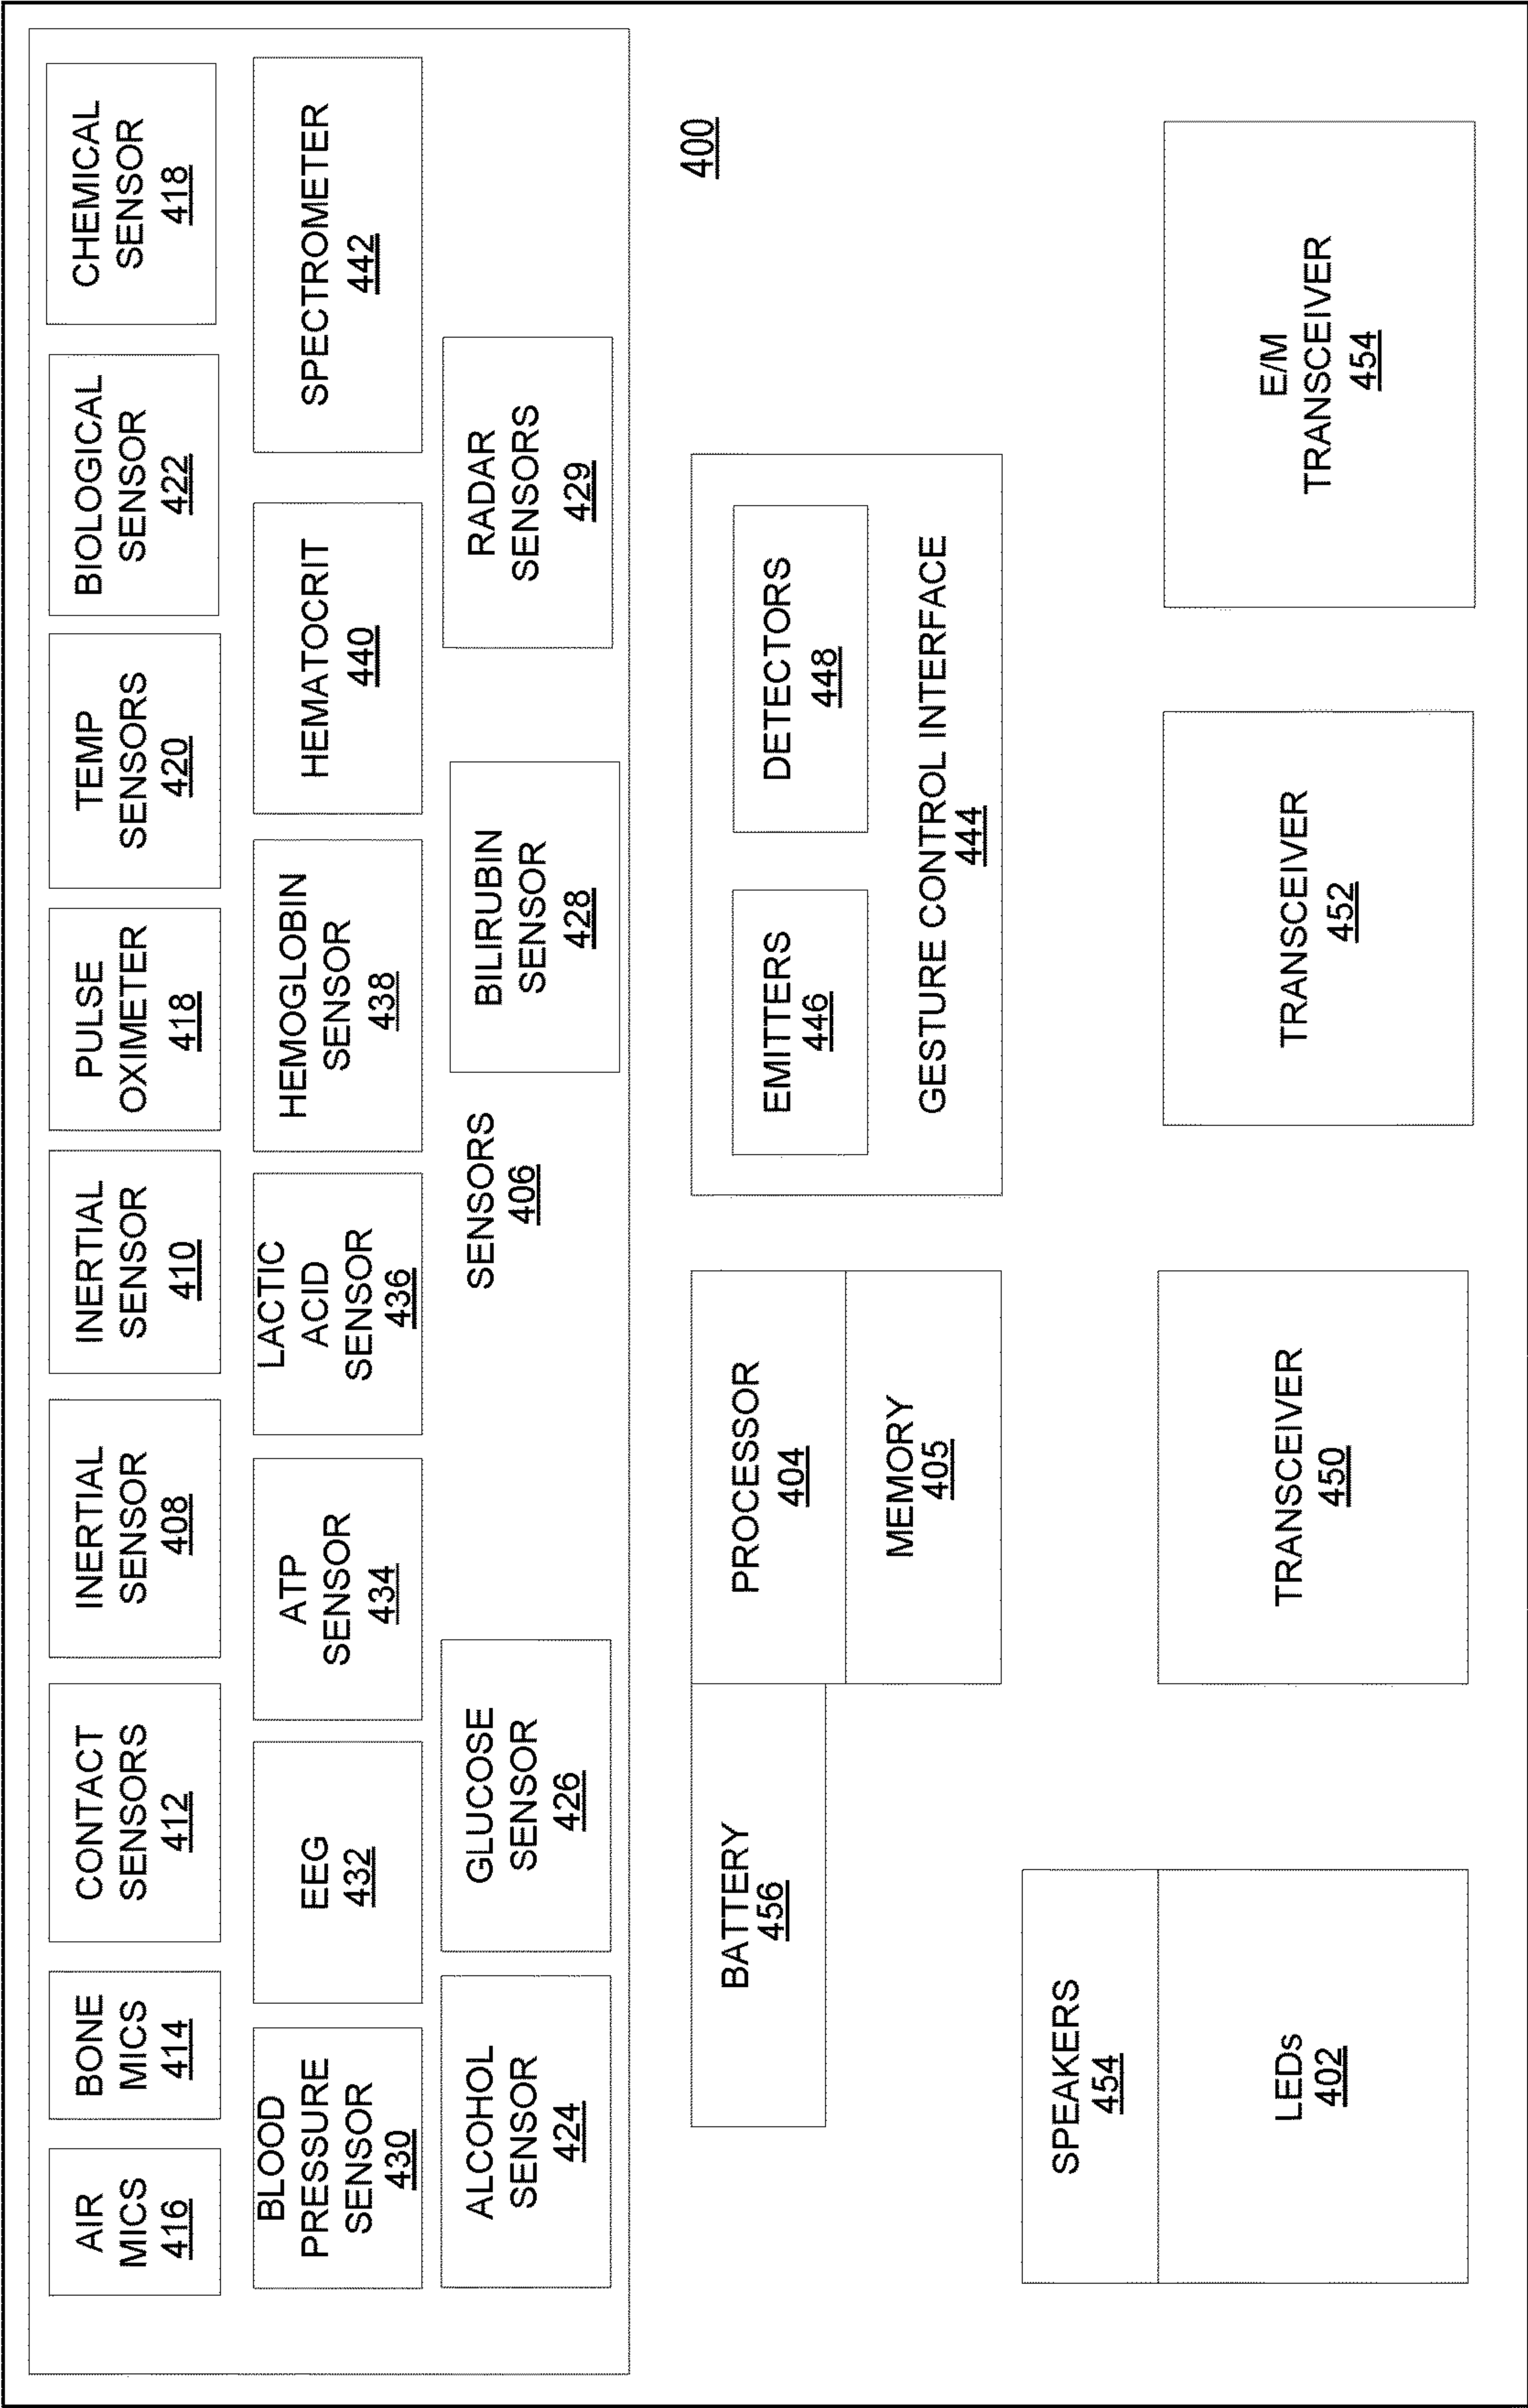 AIR
MICS
416
BONE
MICS
414
CONTACT
SENSORS
412
INERTIAL
SENSOR
408
INERTIAL
SENSOR
410
PULSE
OXIMETER
418
TEMP
SENSORS
420
BIOLOGICAL
SENSOR
422
CHEMICAL
SENSOR
418
BLOOD
PRESSURE
SENSOR
430
EEG
432
ATP
SENSOR
434
LACTIC
ACID
SENSOR
436
HEMOGLOBIN
SENSOR
438
HEMATOCRIT
440
SPECTROMETER
442
ALCOHOL
SENSOR
424
GLUCOSE
SENSOR
426
SENSORS
406
BILIRUBIN
SENSOR
428
RADAR
SENSORS
429
400
BATTERY
456
PROCESSOR
404
MEMORY
405
EMITTERS
446
DETECTORS
448
GESTURE CONTROL INTERFACE
444
SPEAKERS
454
LEDs
402
TRANSCEIVER
450
TRANSCEIVER
452
E/M
TRANSCEIVER
454